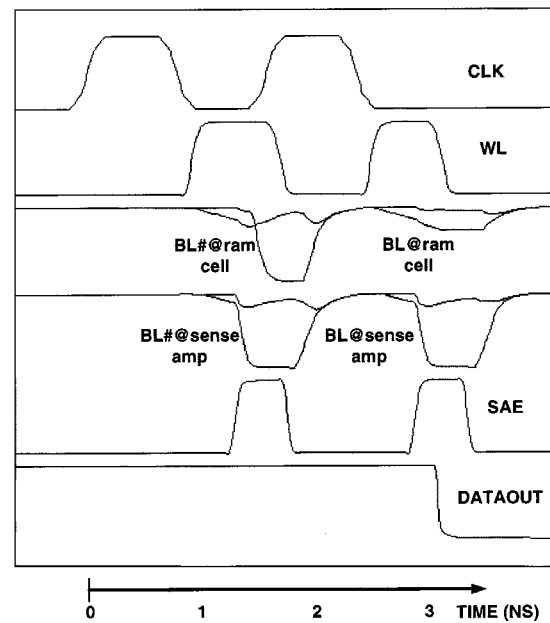 CLK
WL
BL#@ram
cell
BL@ram
cell
BL#@sense
amp
BL@sense
amp
SAE
DATAOUT
0 1 2 3 TIME (NS)